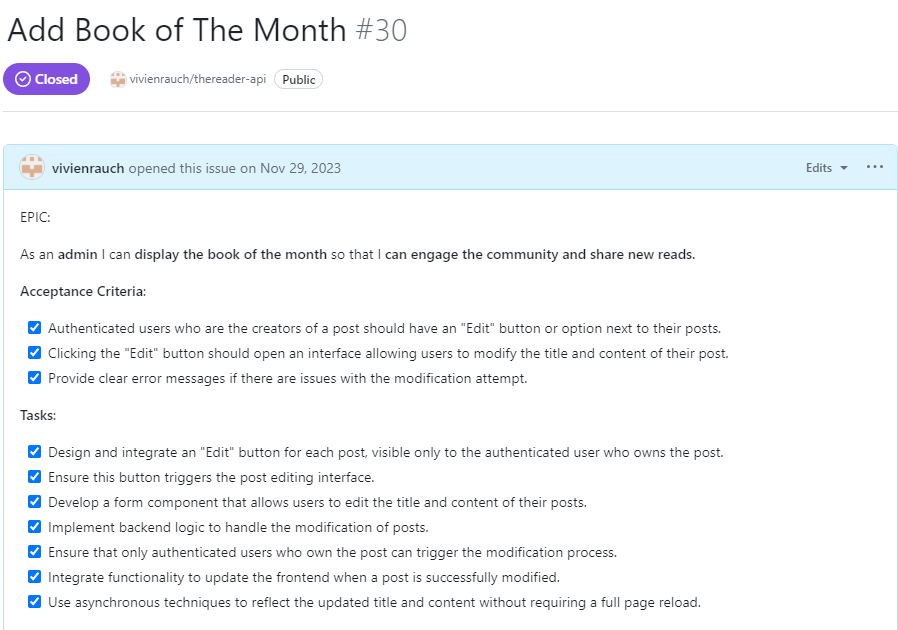 Add Book of The Month #30
Closed vivienrauch/thereader-api Public
vivienrauch opened this issue on Nov 29, 2023 Edits
EPIC:
As an admin I can display the book of the month so that I can engage the community and share new reads.
Acceptance Criteria:
Authenticated users who are the creators of a post should have an "Edit" button or option next to their posts.
Clicking the "Edit" button should open an interface allowing users to modify the title and content of their post.
Provide clear error messages if there are issues with the modification attempt.
Tasks:
Design and integrate an "Edit" button for each post, visible only to the authenticated user who owns the post.
Ensure this button triggers the post editing interface.
Develop a form component that allows users to edit the title and content of their posts.
Implement backend logic to handle the modification of posts.
Ensure that only authenticated users who own the post can trigger the modification process.
Integrate functionality to update the frontend when a post is successfully modified.
Use asynchronous techniques to reflect the updated title and content without requiring a full page reload.